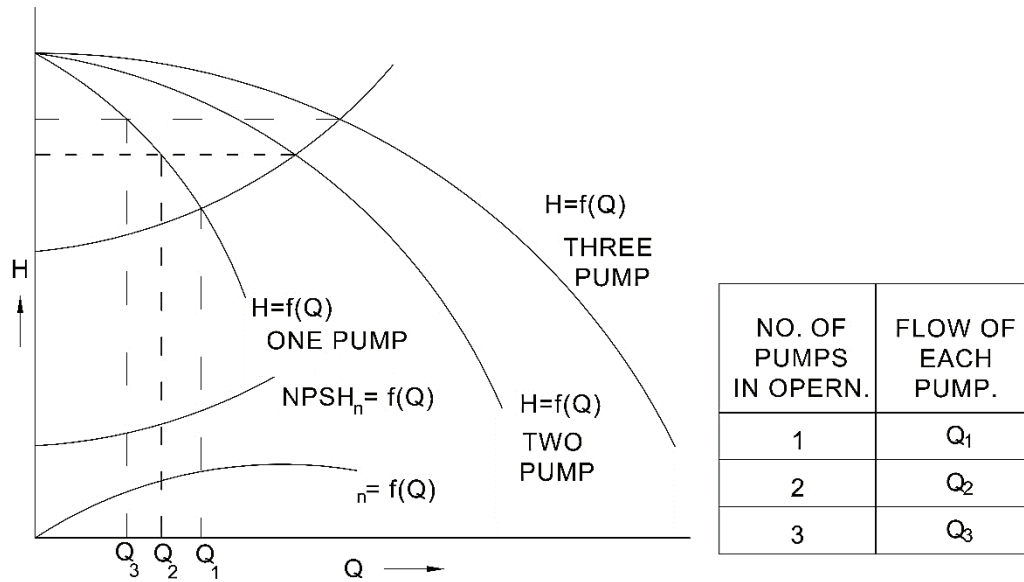 H=f(Q)
THREE
PUMP
H
H=f(Q)
ONE PUMP
NPSHn= f(Q)
H=f(Q)
TWO
PUMP
n= f(Q)
Q3 Q2 Q1 Q
NO. OF
PUMPS
IN OPERN.
FLOW OF
EACH
PUMP.
1 Q1
2 Q2
3 Q3